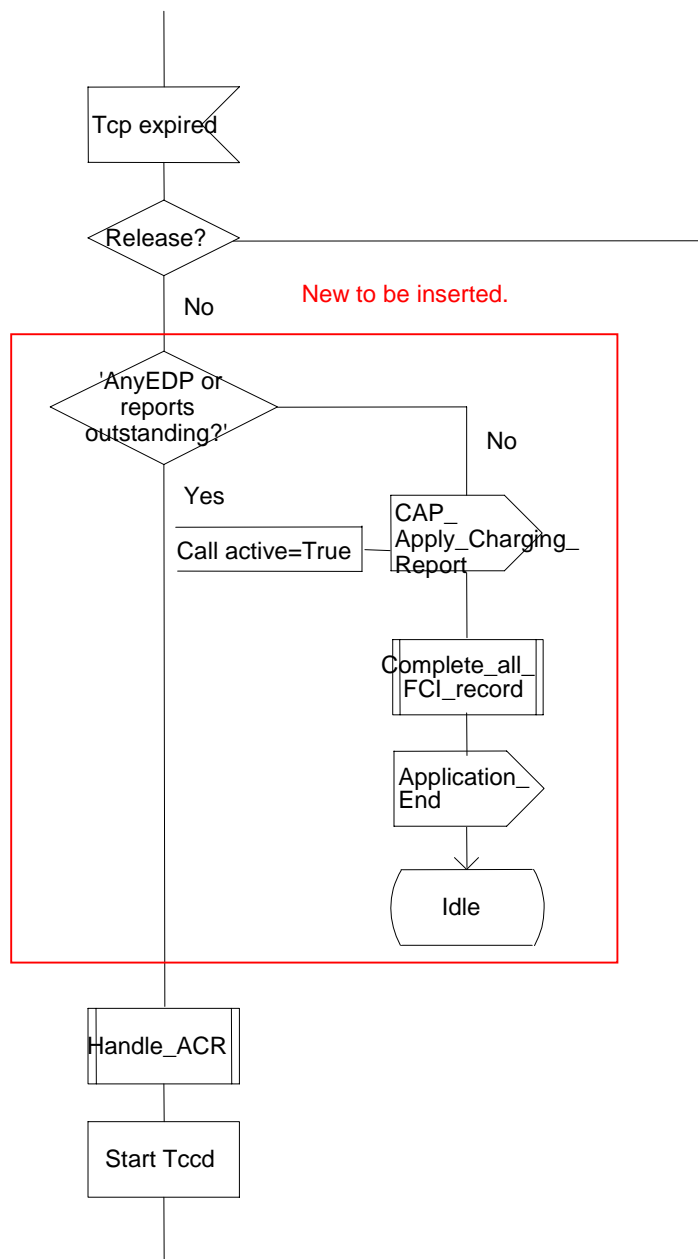 Tcp expired
Release?
New to be inserted.
No
'AnyEDP or
reports
outstanding?'
No
Yes
CAP_
Apply_Charging_
Report
Call active=True
Complete_all_
FCI_record
Application_
End
Idle
Handle_ACR
Start Tccd